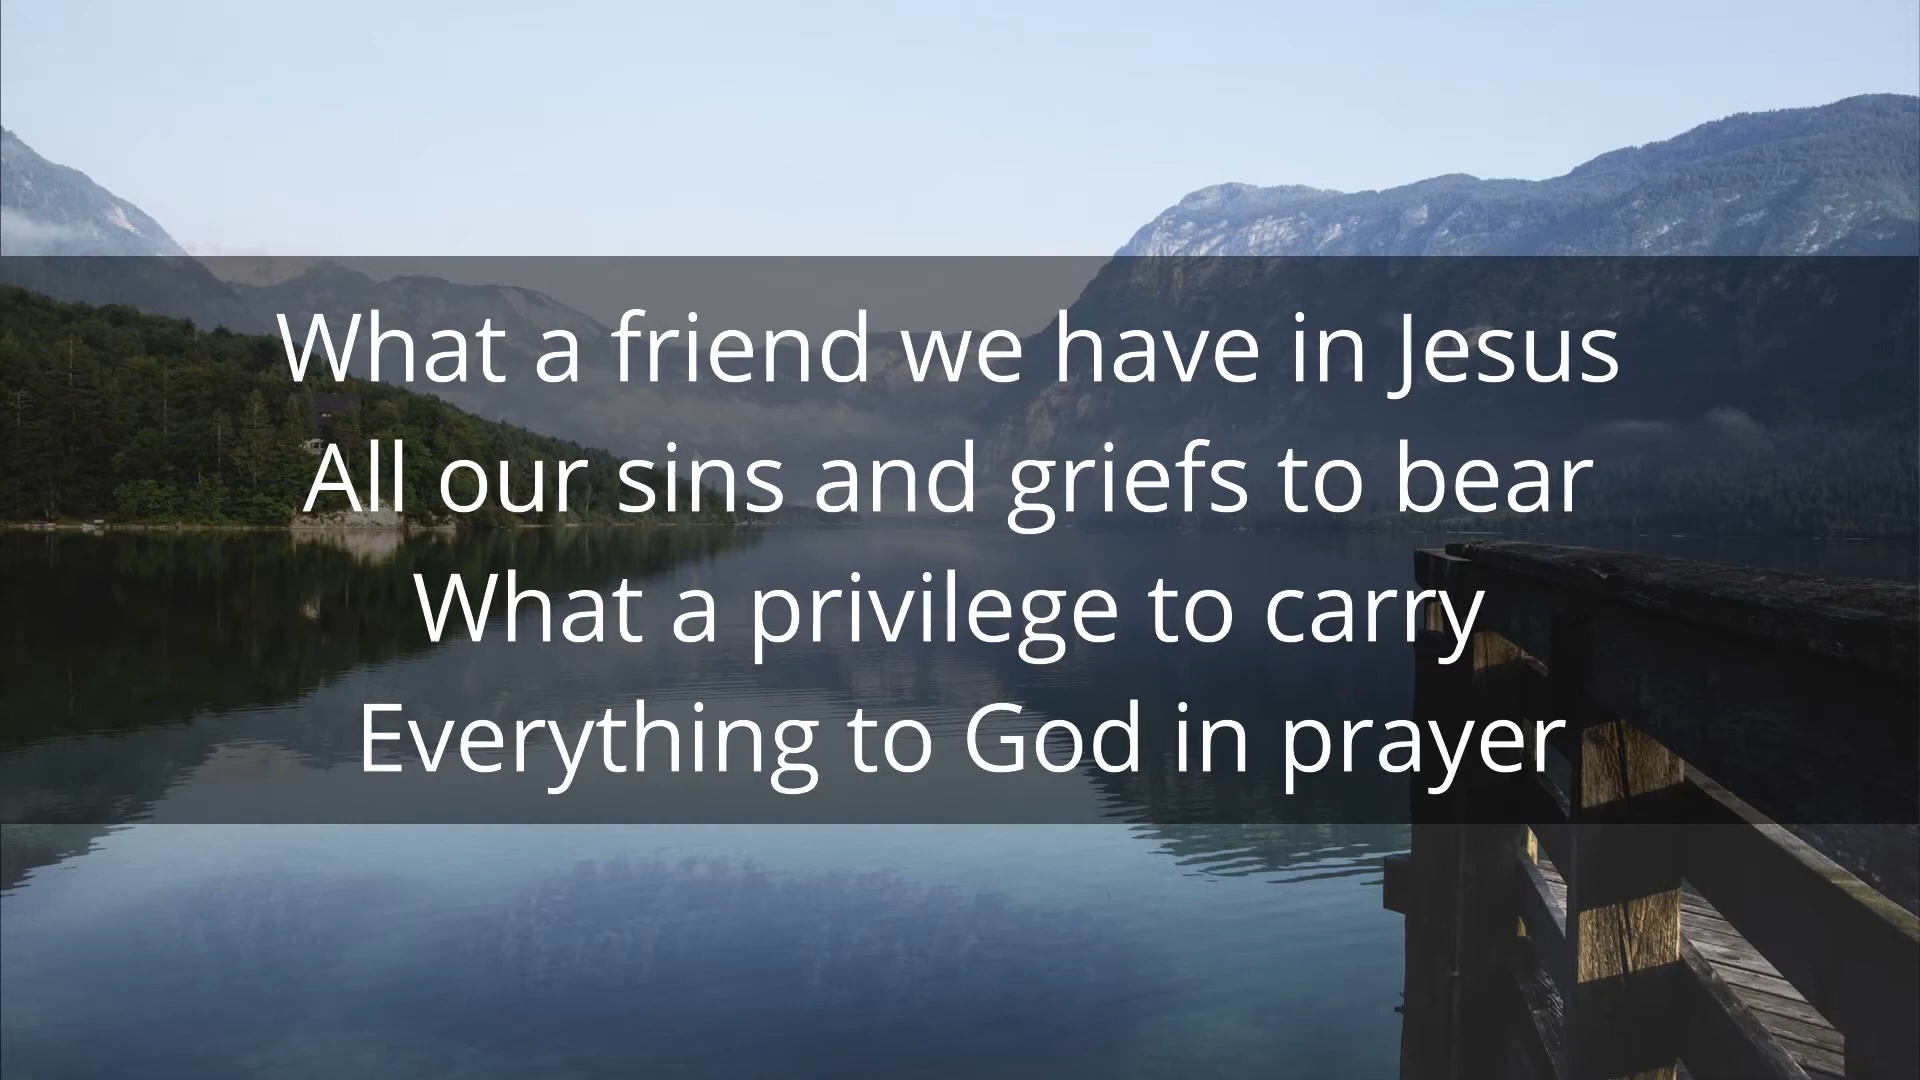 What a friend we have in Jesus
All our sins and griefs to bear
What a privilege to carry
Everything to God in prayer